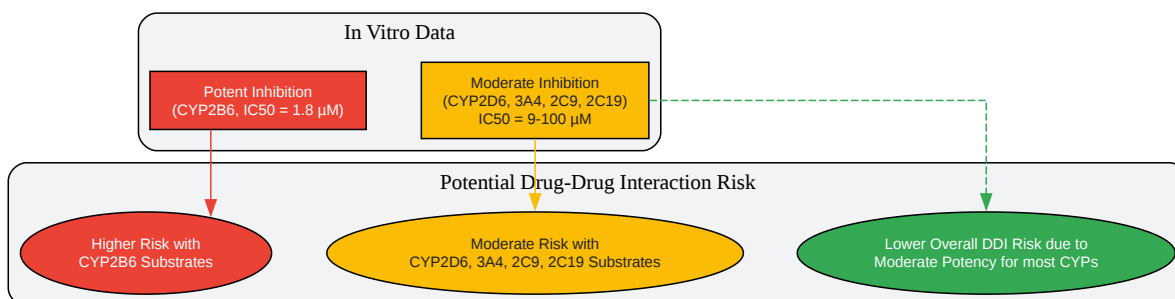 In Vitro Data
Potent Inhibition
(CYP2B6, IC50 = 1.8 µM)
Moderate Inhibition
(CYP2D6, 3A4, 2C9, 2C19)
IC50 = 9-100 µM
Potential Drug-Drug Interaction Risk
Higher Risk with
CYP2B6 Substrates
Moderate Risk with
CYP2D6, 3A4, 2C9, 2C19 Substrates
Lower Overall DDI Risk due to
Moderate Potency for most CYPs